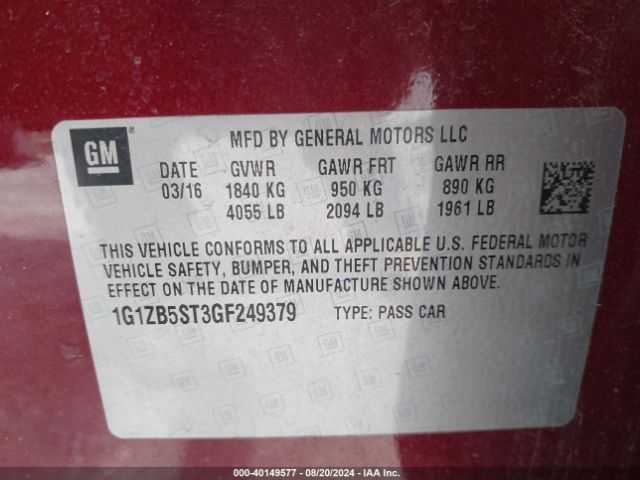 GM ® MFD BY GENERAL MOTORS LLC
DATE GVWR GAWR FRT GAWR RR
03/16 1840 KG 950 KG 890 KG
4055 LB 2094 LB 1961 LB
THIS VEHICLE CONFORMS TO ALL APPLICABLE U.S. FEDERAL MOTOR
VEHICLE SAFETY, BUMPER, AND THEFT PREVENTION STANDARDS IN
EFFECT ON THE DATE OF MANUFACTURE SHOWN ABOVE.
1G1ZB5ST3GF249379 TYPE: PASS CAR
000-40149577 - 08/20/2024 - IAA Inc.